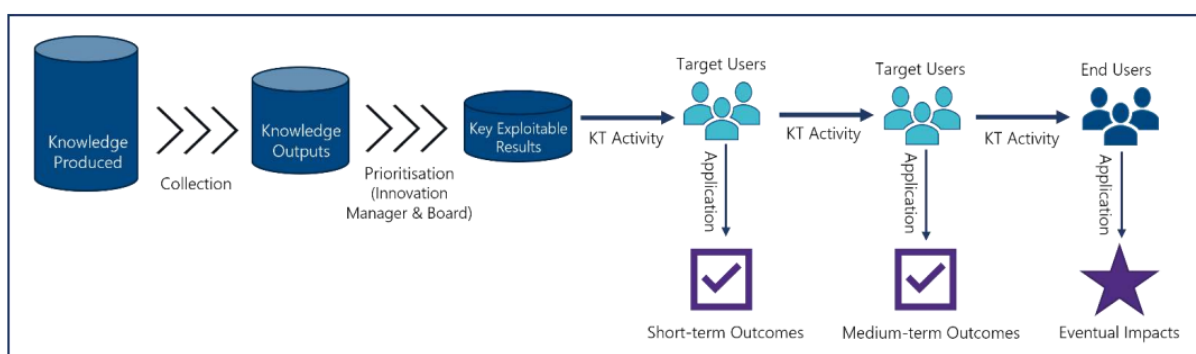 Knowledge
Produced
Collection
Knowledge
Outputs
Prioritisation
(Innovation
Manager & Board)
Key Exploitable
Results
KT Activity
Target Users
Application
Short-term Outcomes
KT Activity
Target Users
Application
Medium-term Outcomes
KT Activity
End Users
Application
Eventual Impacts